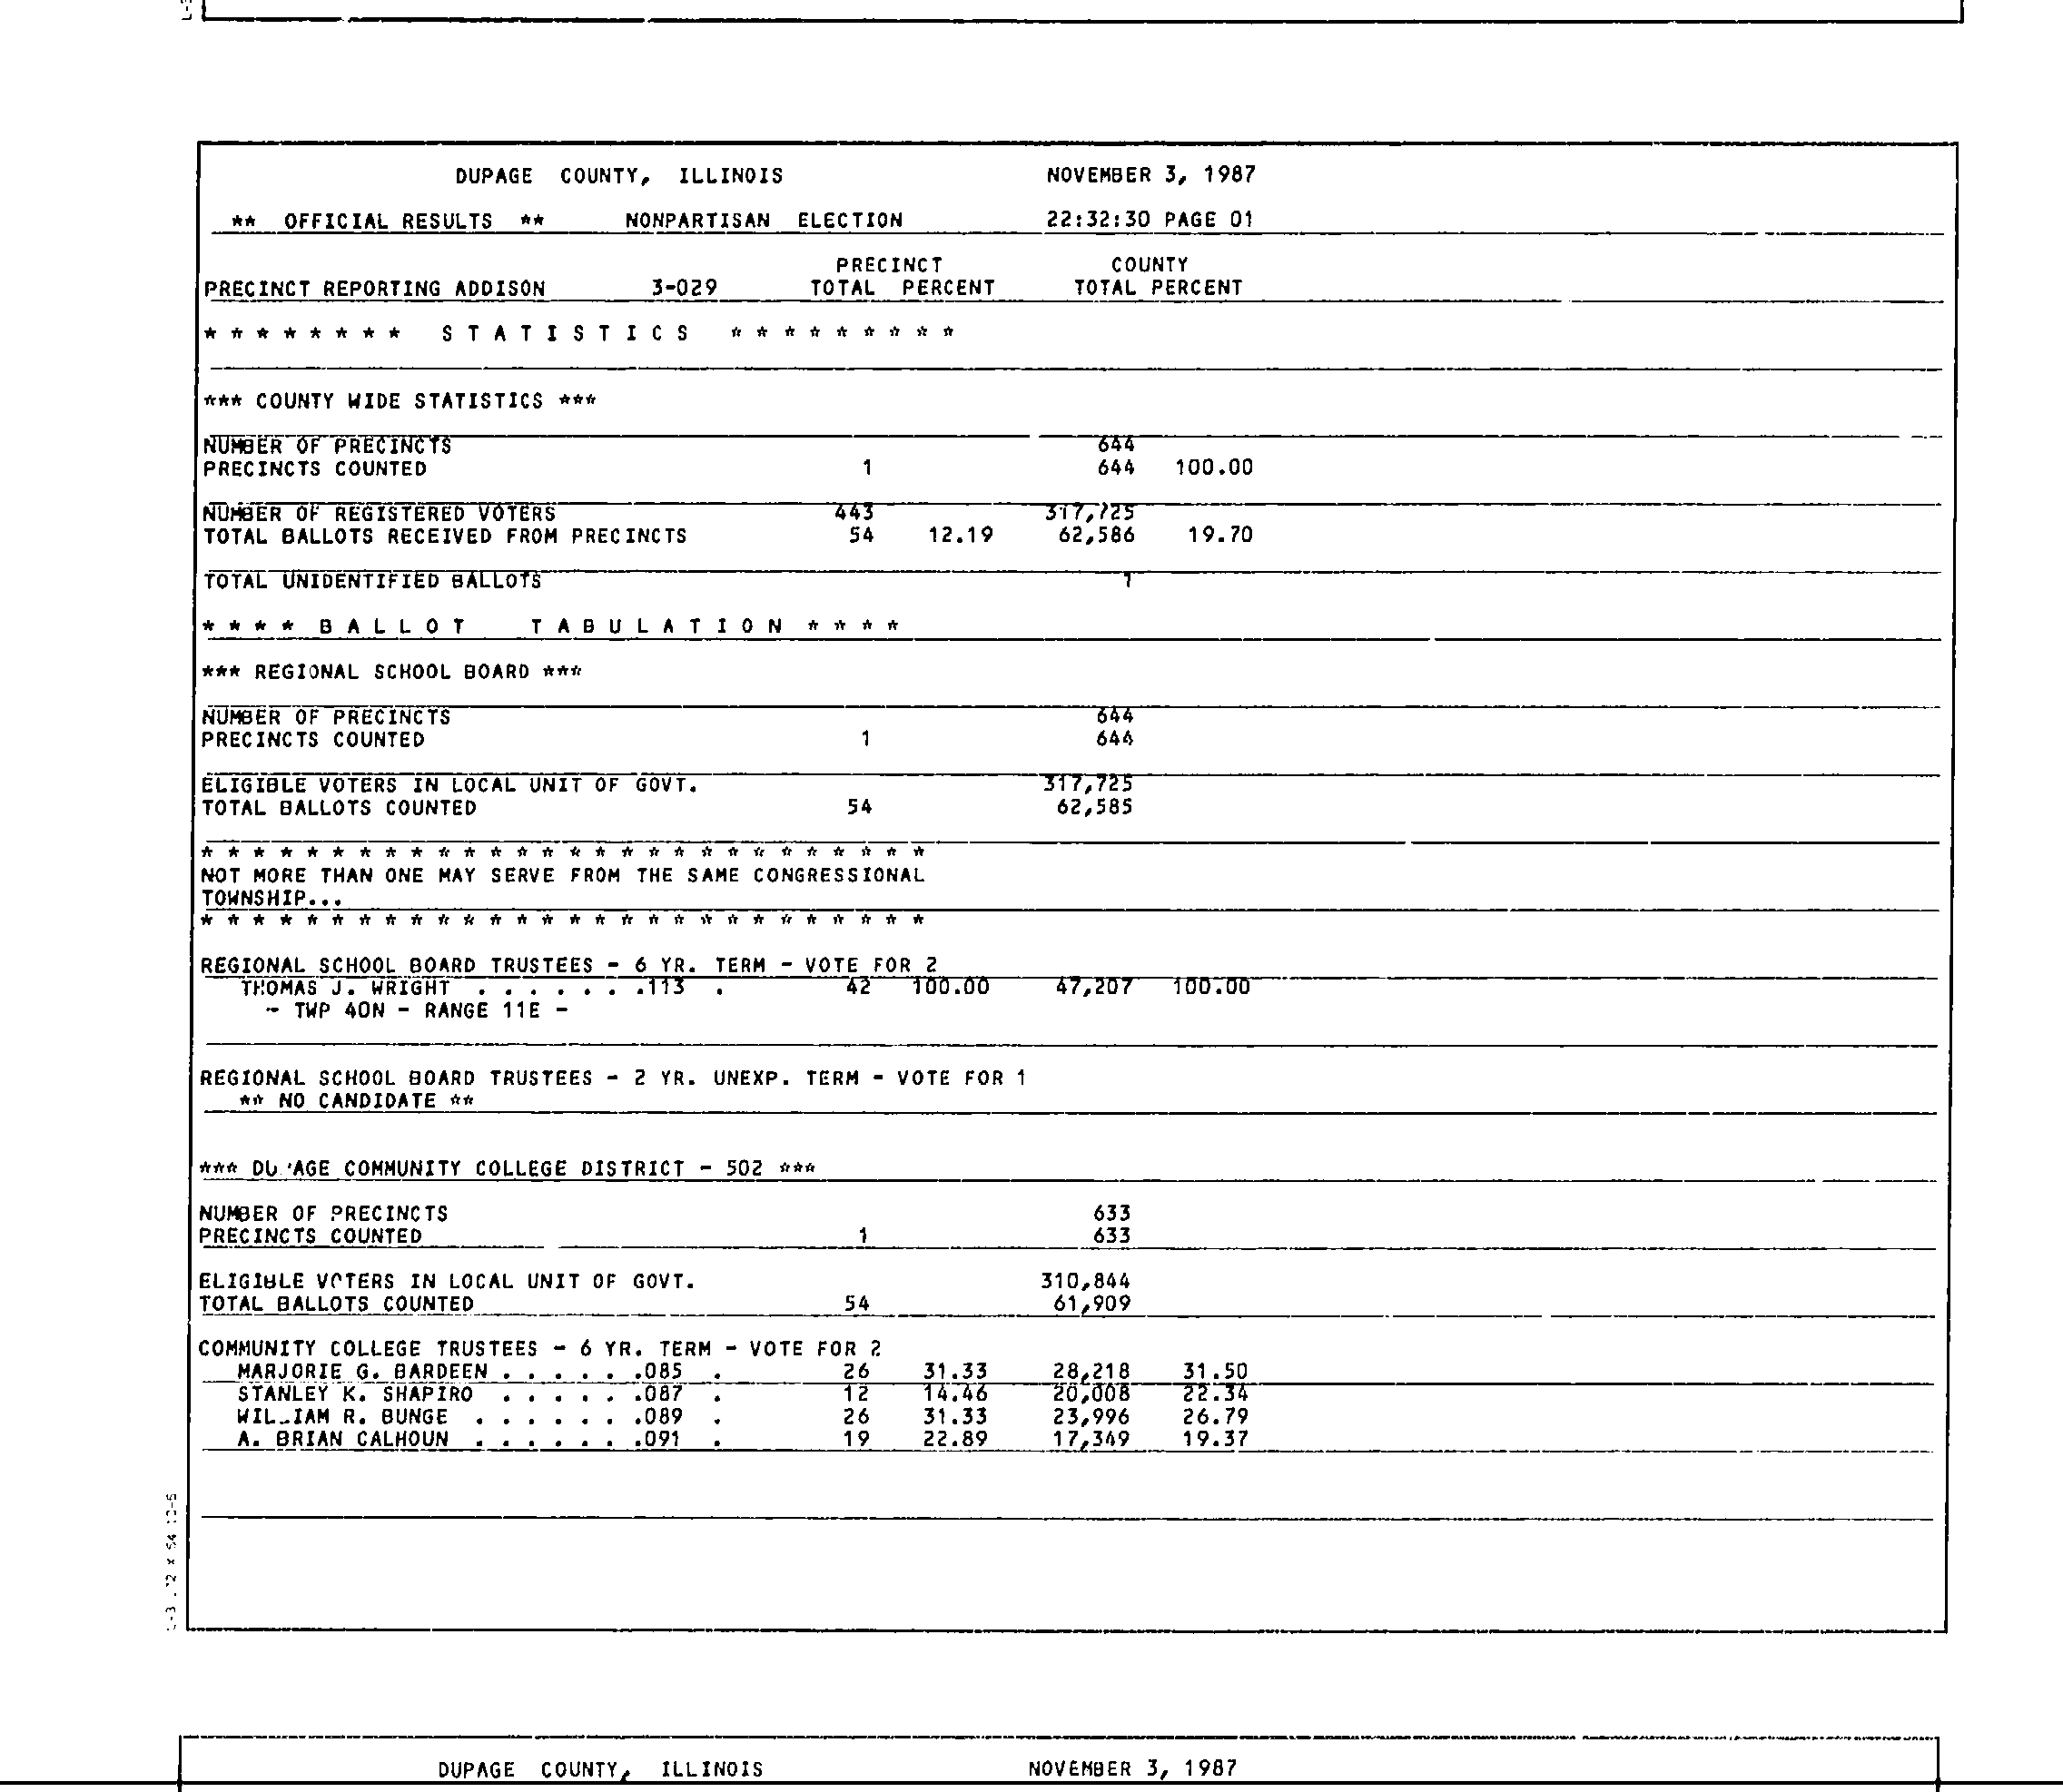 DUPAGE COUNTY, ILLINOIS NOVEMBER 3, 1987
** OFFICIAL RESULTS ** NONPARTISAN ELECTION 22:32:30 PAGE 01
PRECINCT COUNTY
PRECINCT REPORTING ADDISON 3-029 TOTAL PERCENT TOTAL PERCENT
* * * * * * * * S T A T I S T I C S * * * * * * * * *
*** COUNTY WIDE STATISTICS ***
NUMBER OF PRECINCTS 644
PRECINCTS COUNTED 1 644 100.00
NUMBER OF REGISTERED VOTERS 443 317,725
TOTAL BALLOTS RECEIVED FROM PRECINCTS 54 12.19 62,586 19.70
TOTAL UNIDENTIFIED BALLOTS 1
* * * * B A L L O T T A B U L A T I O N * * * *
*** REGIONAL SCHOOL BOARD ***
NUMBER OF PRECINCTS 644
PRECINCTS COUNTED 1 644
ELIGIBLE VOTERS IN LOCAL UNIT OF GOVT. 317,725
TOTAL BALLOTS COUNTED 54 62,585
* * * * * * * * * * * * * * * * * * * * * * * * * * * *
NOT MORE THAN ONE MAY SERVE FROM THE SAME CONGRESSIONAL
TOWNSHIP...
* * * * * * * * * * * * * * * * * * * * * * * * * * * *
REGIONAL SCHOOL BOARD TRUSTEES - 6 YR. TERM - VOTE FOR 2
THOMAS J. WRIGHT . . . . . . .113 . 42 100.00 47,207 100.00
- TWP 40N - RANGE 11E -
REGIONAL SCHOOL BOARD TRUSTEES - 2 YR. UNEXP. TERM - VOTE FOR 1
** NO CANDIDATE **
*** DU AGE COMMUNITY COLLEGE DISTRICT - 502 ***
NUMBER OF PRECINCTS 633
PRECINCTS COUNTED 1 633
ELIGIBLE VOTERS IN LOCAL UNIT OF GOVT. 310,844
TOTAL BALLOTS COUNTED 54 61,909
COMMUNITY COLLEGE TRUSTEES - 6 YR. TERM - VOTE FOR 2
MARJORIE G. BARDEEN . . . . . .085 . 26 31.33 28,218 31.50
STANLEY K. SHAPIRO . . . . . .087 . 12 14.46 20,008 22.34
WILLIAM R. BUNGE . . . . . . .089 . 26 31.33 23,996 26.79
A. BRIAN CALHOUN . . . . . . .091 . 19 22.89 17,349 19.37
DUPAGE COUNTY, ILLINOIS NOVEMBER 3, 1987